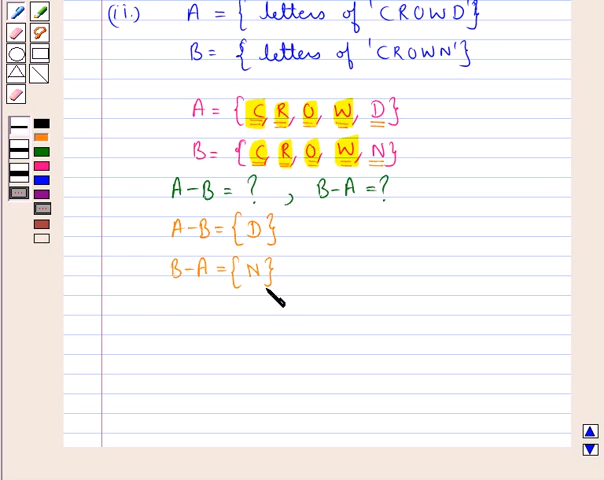 (ii.) A = { letters of 'CROWD'}
B = { letters of 'CROWN'}
A = { C, R, O, W, D }
B = { C, R, O, W, N }
A-B = ? , B-A = ?
A-B = { D }
B-A = { N }